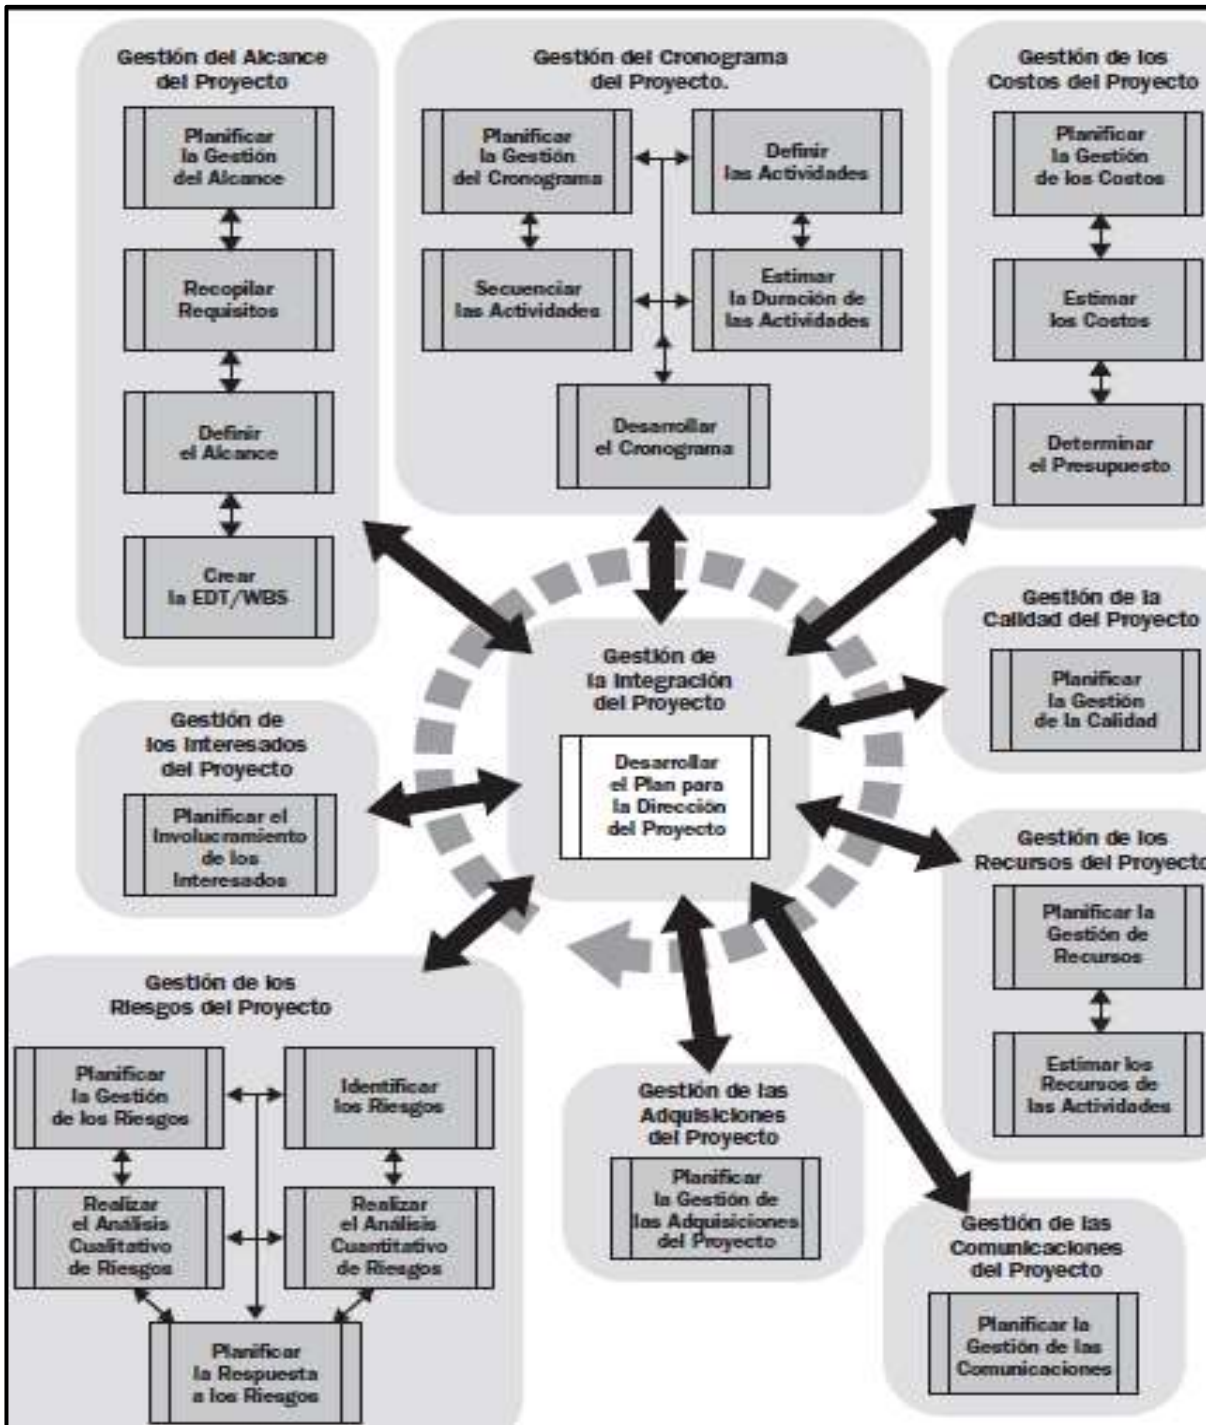 Gestión del Alcance
del Proyecto
Planificar
la Gestión
del Alcance
Recopilar
Requisitos
Definir
el Alcance
Crear
la EDT/WBS
Gestión del Cronograma
del Proyecto.
Planificar
la Gestión
del Cronograma
Definir
las Actividades
Secuenciar
las Actividades
Estimar
la Duración de
las Actividades
Desarrollar
el Cronograma
Gestión de los
Costos del Proyecto
Planificar
la Gestión
de los Costos
Estimar
los Costos
Determinar
el Presupuesto
Gestión de la
Calidad del Proyecto
Planificar
la Gestión
de la Calidad
Gestión de
la Integración
del Proyecto
Desarrollar
el Plan para
la Dirección
del Proyecto
Gestión de
los Interesados
del Proyecto
Planificar el
Involucramiento
de los
Interesados
Gestión de los
Recursos del Proyecto
Planificar la
Gestión de
Recursos
Estimar los
Recursos de
las Actividades
Gestión de los
Riesgos del Proyecto
Planificar
la Gestión
de los Riesgos
Identificar
los Riesgos
Realizar
el Análisis
Cualitativo
de Riesgos
Realizar
el Análisis
Cuantitativo
de Riesgos
Planificar
la Respuesta
a los Riesgos
Gestión de las
Adquisiciones
del Proyecto
Planificar
la Gestión de
las Adquisiciones
del Proyecto
Gestión de las
Comunicaciones
del Proyecto
Planificar la
Gestión de las
Comunicaciones